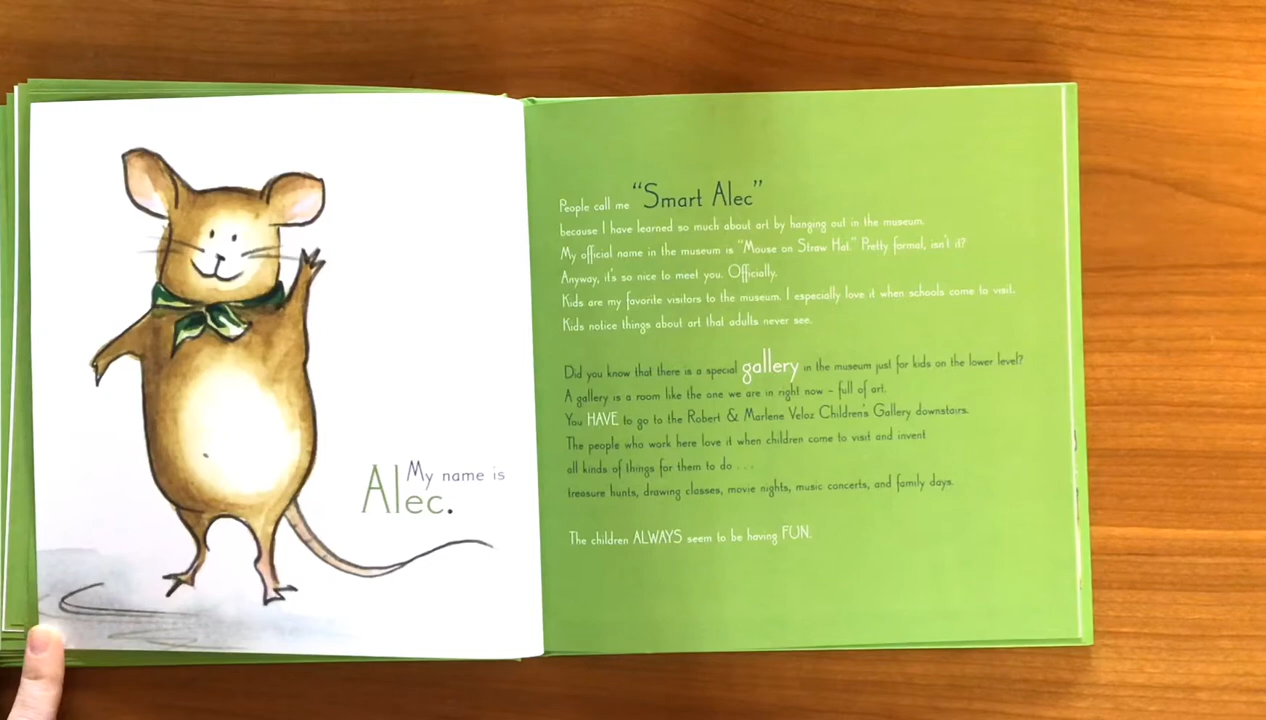 My name is
Alec.
People call me "Smart Alec"
because I have learned so much about art by hanging out in the museum.
My official name in the museum is "Mouse on Straw Hat." Pretty formal, isn't it?
Anyway, it's so nice to meet you. Officially.
Kids are my favorite visitors to the museum. I especially love it when schools come to visit.
Kids notice things about art that adults never see.
Did you know that there is a special gallery in the museum just for kids on the lower level?
A gallery is a room like the one we are in right now - full of art.
You HAVE to go to the Robert & Marlene Veloz Children's Gallery downstairs.
The people who work here love it when children come to visit and invent
all kinds of things for them to do . . .
treasure hunts, drawing classes, movie nights, music concerts, and family days.
The children ALWAYS seem to be having FUN.